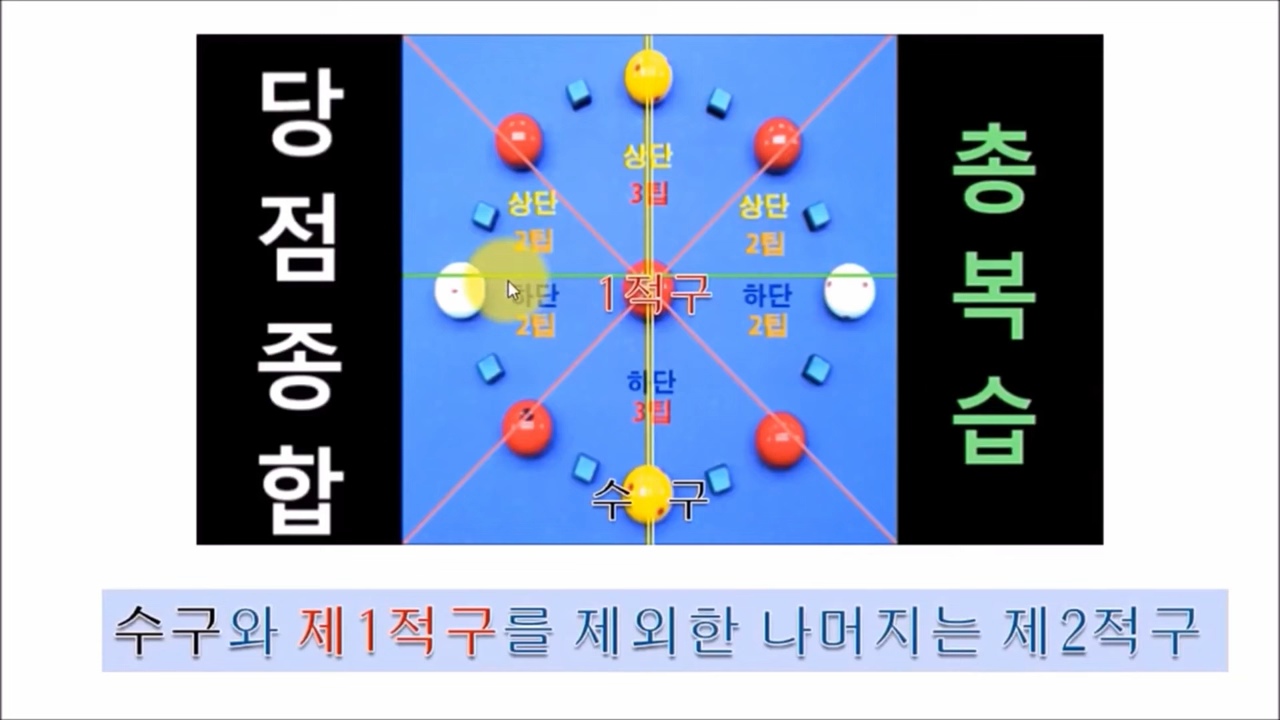 당점종합
총복습
상단
3팁
상단
2팁
상단
2팁
1적구
하단
2팁
하단
2팁
하단
3팁
수구
수구와 제1적구를 제외한 나머지는 제2적구